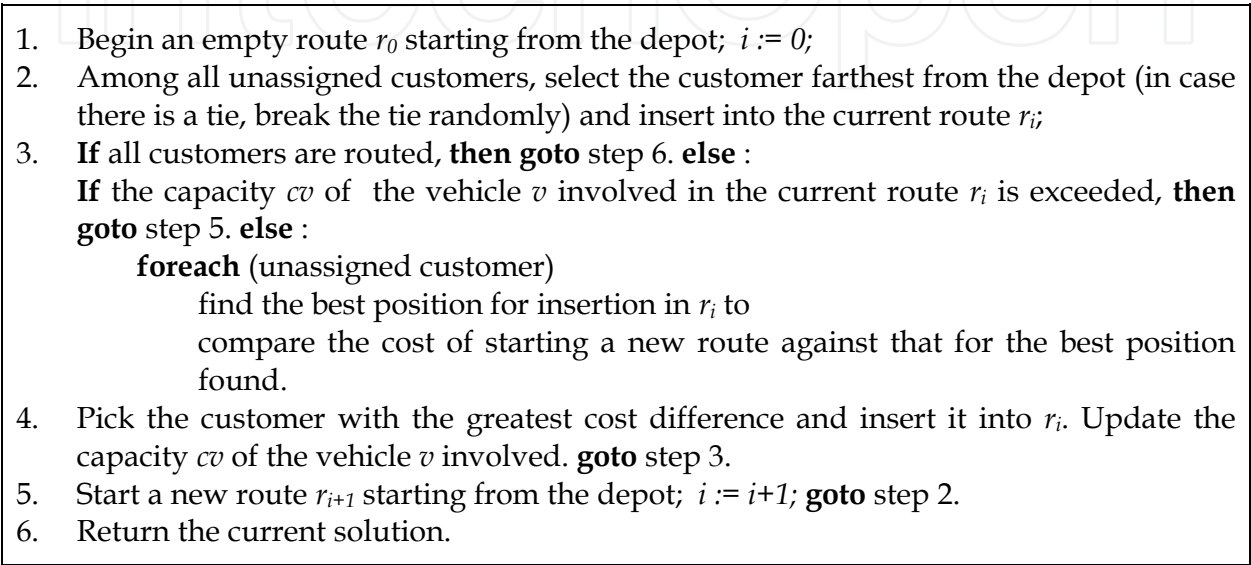 1. Begin an empty route r0 starting from the depot; i := 0;
2. Among all unassigned customers, select the customer farthest from the depot (in case
there is a tie, break the tie randomly) and insert into the current route ri;
3. If all customers are routed, then goto step 6. else :
If the capacity cv of the vehicle v involved in the current route ri is exceeded, then
goto step 5. else :
foreach (unassigned customer)
find the best position for insertion in ri to
compare the cost of starting a new route against that for the best position
found.
4. Pick the customer with the greatest cost difference and insert it into ri. Update the
capacity cv of the vehicle v involved. goto step 3.
5. Start a new route ri+1 starting from the depot; i := i+1; goto step 2.
6. Return the current solution.